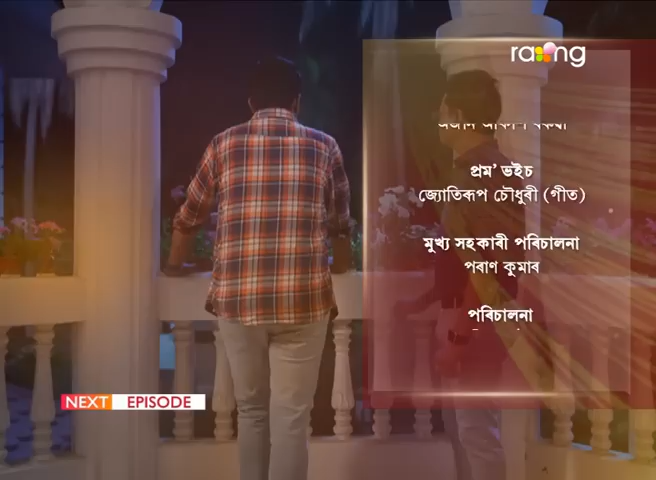 rang
প্ৰম' ভইচ
জ্যোতিৰূপ চৌধুৰী (গীত)
মুখ্য সহকাৰী পৰিচালনা
পৰাণ কুমাৰ
পৰিচালনা
NEXT EPISODE